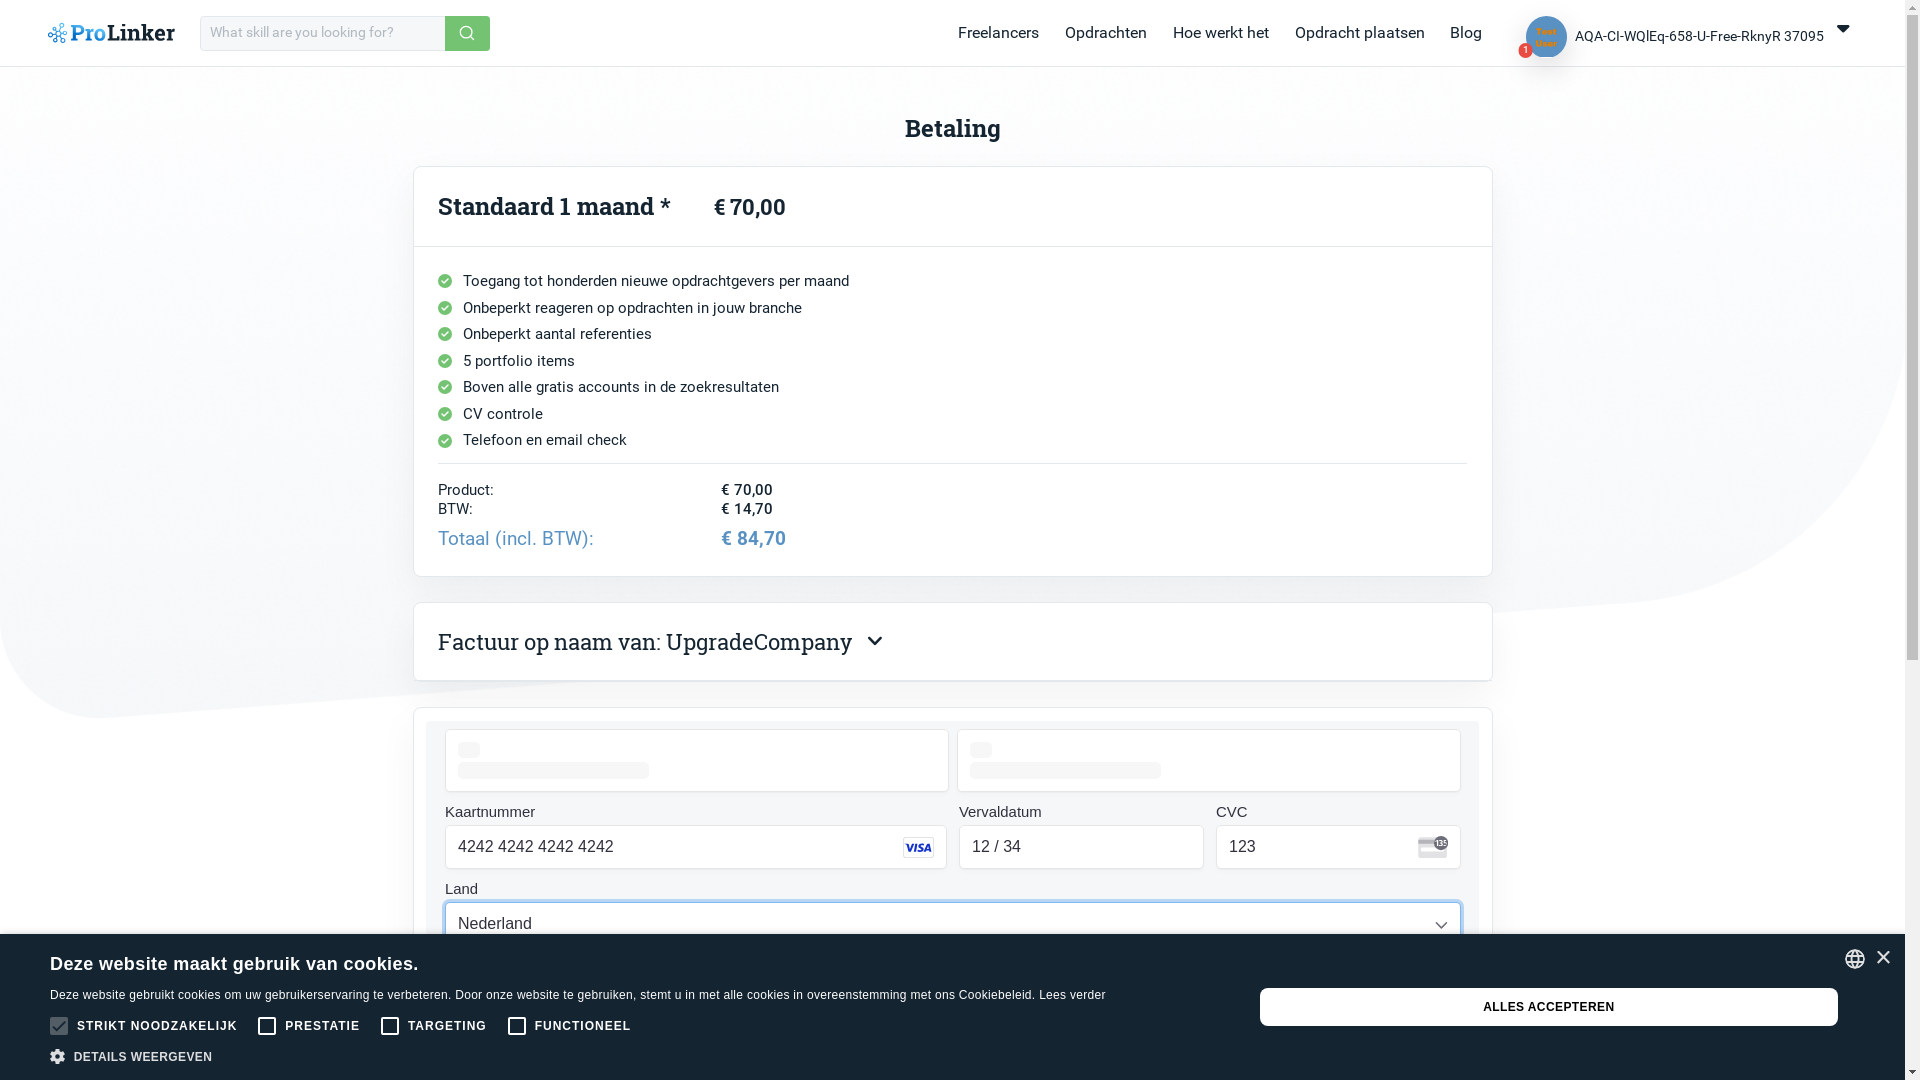 ProLinker
What skill are you looking for?
Freelancers
Opdrachten
Hoe werkt het
Opdracht plaatsen
Blog
Test User
1
AQA-CI-WQlEq-658-U-Free-RknyR 37095
Betaling
Standaard 1 maand * € 70,00
Toegang tot honderden nieuwe opdrachtgevers per maand
Onbeperkt reageren op opdrachten in jouw branche
Onbeperkt aantal referenties
5 portfolio items
Boven alle gratis accounts in de zoekresultaten
CV controle
Telefoon en email check
Product: € 70,00
BTW: € 14,70
Totaal (incl. BTW): € 84,70
Factuur op naam van: UpgradeCompany
Kaartnummer Vervaldatum CVC
4242 4242 4242 4242 VISA 12 / 34 123 135
Land
Nederland
Deze website maakt gebruik van cookies.
Deze website gebruikt cookies om uw gebruikerservaring te verbeteren. Door onze website te gebruiken, stemt u in met alle cookies in overeenstemming met ons Cookiebeleid. Lees verder
STRIKT NOODZAKELIJK PRESTATIE TARGETING FUNCTIONEEL
DETAILS WEERGEVEN
ALLES ACCEPTEREN